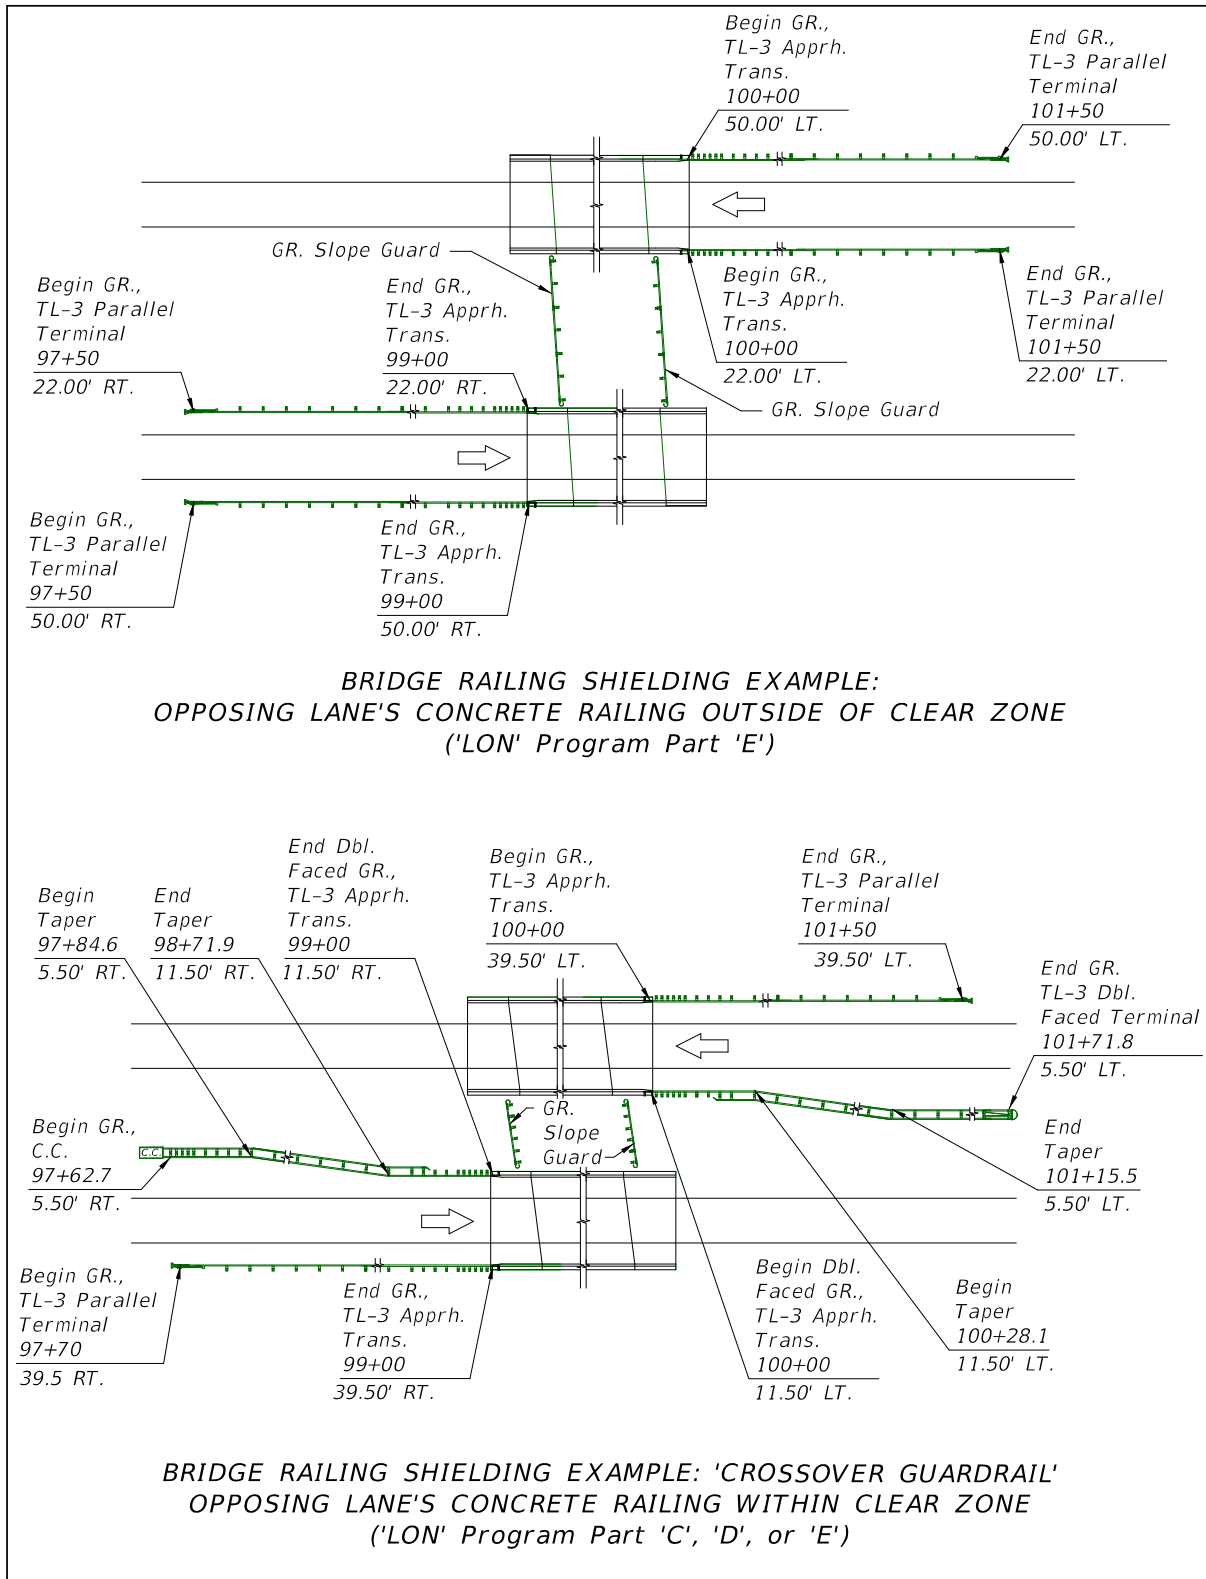 Begin GR.,
TL-3 Apprh.
Trans.
100+00
50.00' LT.
End GR.,
TL-3 Parallel
Terminal
101+50
50.00' LT.
GR. Slope Guard
Begin GR.,
TL-3 Parallel
Terminal
97+50
22.00' RT.
End GR.,
TL-3 Apprh.
Trans.
99+00
22.00' RT.
Begin GR.,
TL-3 Apprh.
Trans.
100+00
22.00' LT.
End GR.,
TL-3 Parallel
Terminal
101+50
22.00' LT.
GR. Slope Guard
Begin GR.,
TL-3 Parallel
Terminal
97+50
50.00' RT.
End GR.,
TL-3 Apprh.
Trans.
99+00
50.00' RT.
BRIDGE RAILING SHIELDING EXAMPLE:
OPPOSING LANE'S CONCRETE RAILING OUTSIDE OF CLEAR ZONE
('LON' Program Part 'E')
Begin
Taper
97+84.6
5.50' RT.
End
Taper
98+71.9
11.50' RT.
End Dbl.
Faced GR.,
TL-3 Apprh.
Trans.
99+00
11.50' RT.
Begin GR.,
TL-3 Apprh.
Trans.
100+00
39.50' LT.
End GR.,
TL-3 Parallel
Terminal
101+50
39.50' LT.
End GR.
TL-3 Dbl.
Faced Terminal
101+71.8
5.50' LT.
Begin GR.,
C.C.
97+62.7
5.50' RT.
C.C.
GR.
Slope
Guard
End
Taper
101+15.5
5.50' LT.
Begin GR.,
TL-3 Parallel
Terminal
97+70
39.5 RT.
End GR.,
TL-3 Apprh.
Trans.
99+00
39.50' RT.
Begin Dbl.
Faced GR.,
TL-3 Apprh.
Trans.
100+00
11.50' LT.
Begin
Taper
100+28.1
11.50' LT.
BRIDGE RAILING SHIELDING EXAMPLE: 'CROSSOVER GUARDRAIL'
OPPOSING LANE'S CONCRETE RAILING WITHIN CLEAR ZONE
('LON' Program Part 'C', 'D', or 'E')